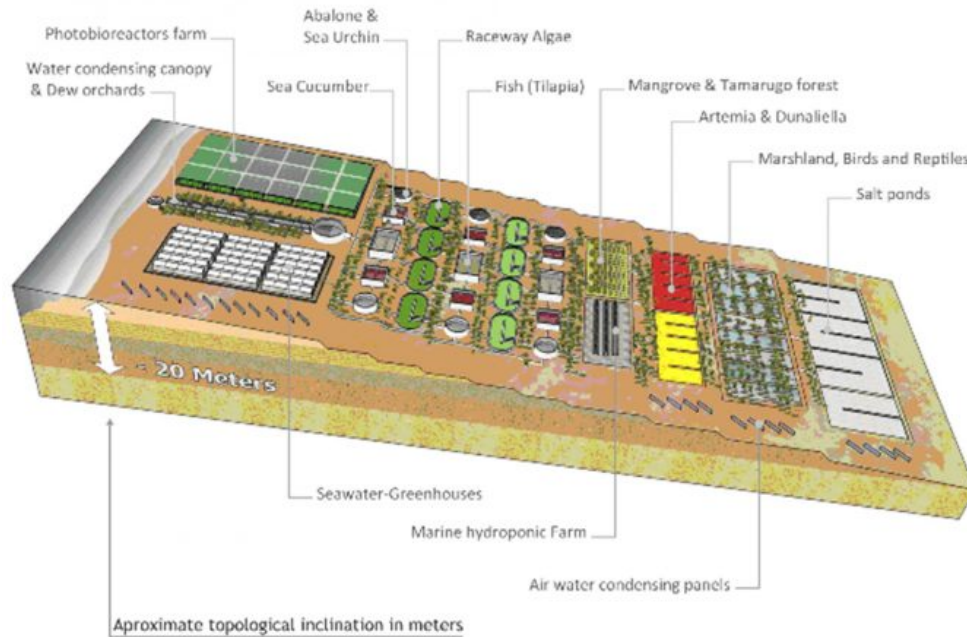 Abalone &
Sea Urchin
Photobioreactors farm
Raceway Algae
Water condensing canopy
& Dew orchards
Sea Cucumber
Fish (Tilapia)
Mangrove & Tamarugo forest
Artemia & Dunaliella
Marshland, Birds and Reptiles
Salt ponds
< 20 Meters
Seawater-Greenhouses
Marine hydroponic Farm
Air water condensing panels
Aproximate topological inclination in meters